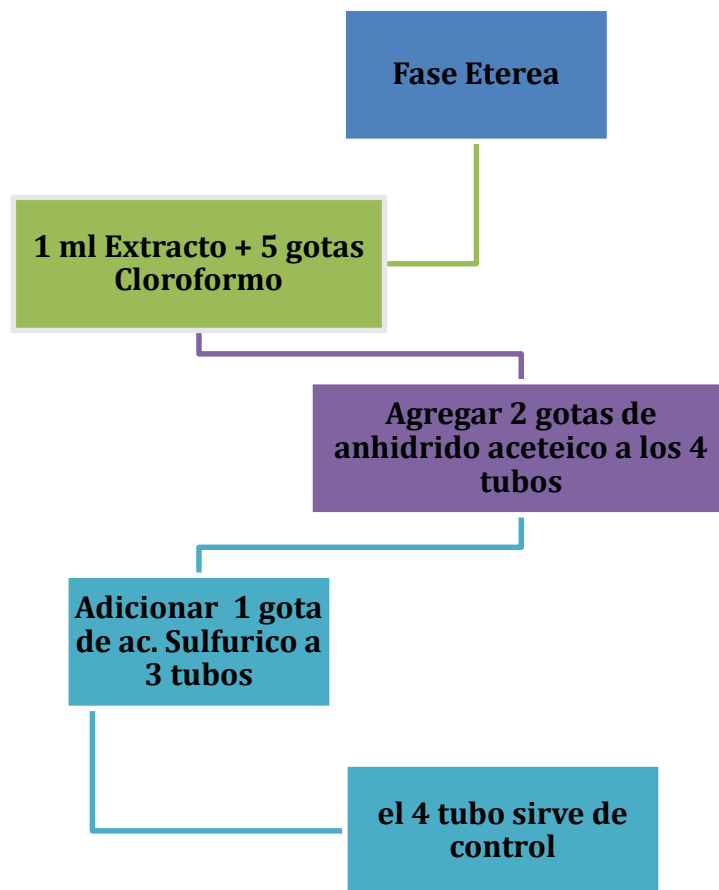 Fase Eterea
1 ml Extracto + 5 gotas
Cloroformo
Agregar 2 gotas de
anhidrido aceteico a los 4
tubos
Adicionar 1 gota
de ac. Sulfurico a
3 tubos
el 4 tubo sirve de
control